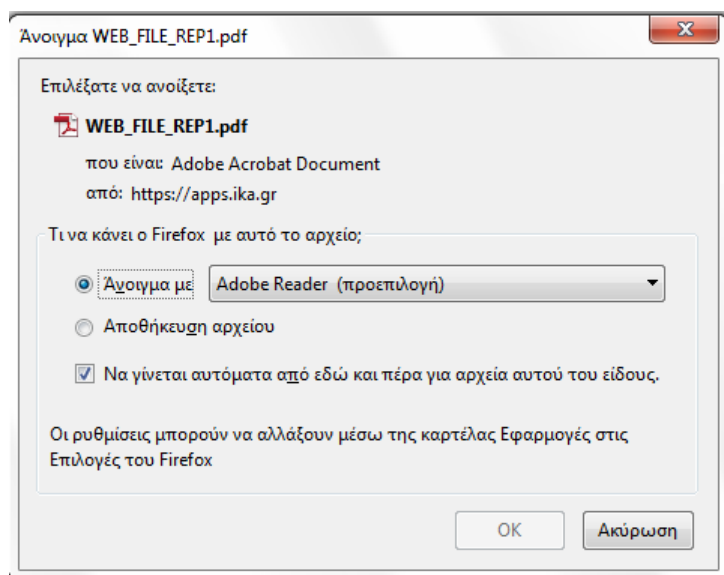 Άνοιγμα WEB_FILE_REP1.pdf
Επιλέξατε να ανοίξετε:
WEB_FILE_REP1.pdf
που είναι: Adobe Acrobat Document
από: https://apps.ika.gr
Τι να κάνει ο Firefox με αυτό το αρχείο;
Άνοιγμα με Adobe Reader (προεπιλογή)
Αποθήκευση αρχείου
Να γίνεται αυτόματα από εδώ και πέρα για αρχεία αυτού του είδους.
Οι ρυθμίσεις μπορούν να αλλάξουν μέσω της καρτέλας Εφαρμογές στις
Επιλογές του Firefox
OK Ακύρωση